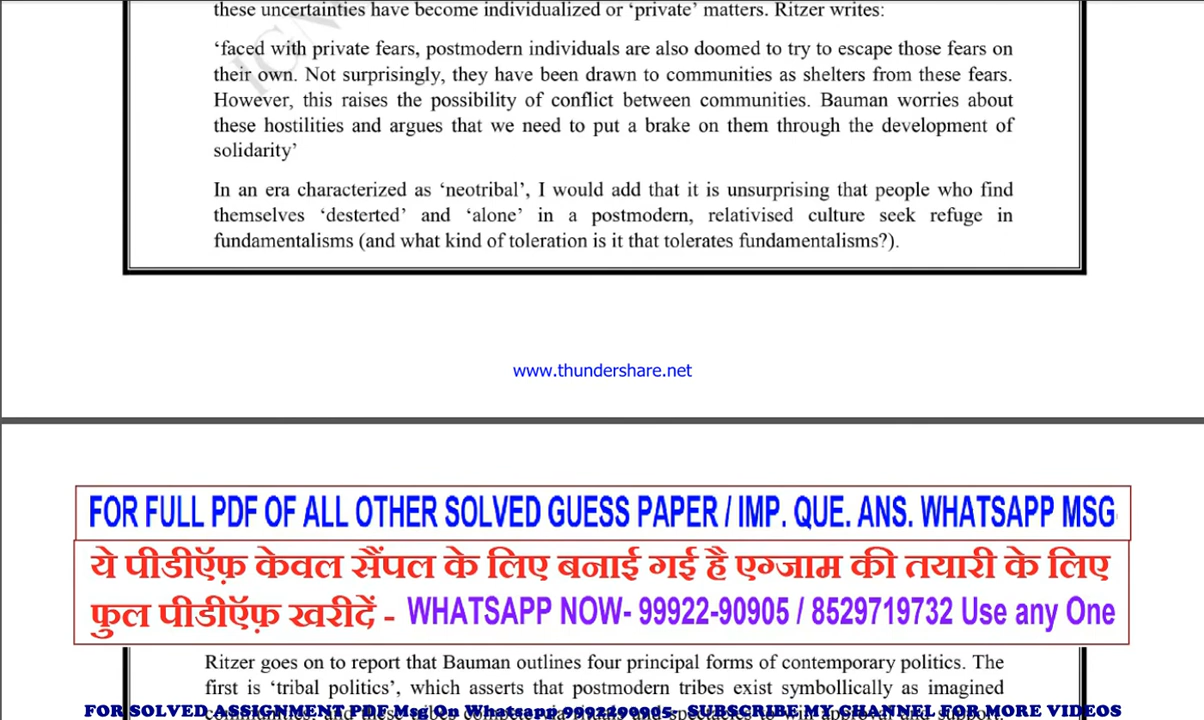 these uncertainties have become individualized or ‘private’ matters. Ritzer writes:
‘faced with private fears, postmodern individuals are also doomed to try to escape those fears on
their own. Not surprisingly, they have been drawn to communities as shelters from these fears.
However, this raises the possibility of conflict between communities. Bauman worries about
these hostilities and argues that we need to put a brake on them through the development of
solidarity’
In an era characterized as ‘neotribal’, I would add that it is unsurprising that people who find
themselves ‘desterted’ and ‘alone’ in a postmodern, relativised culture seek refuge in
fundamentalisms (and what kind of toleration is it that tolerates fundamentalisms?).
www.thundershare.net
FOR FULL PDF OF ALL OTHER SOLVED GUESS PAPER / IMP. QUE. ANS. WHATSAPP MSG
ये पीडीऍफ़ केवल सैंपल के लिए बनाई गई है एग्जाम की तयारी के लिए
फुल पीडीऍफ़ खरीदें - WHATSAPP NOW- 99922-90905 / 8529719732 Use any One
Ritzer goes on to report that Bauman outlines four principal forms of contemporary politics. The
first is ‘tribal politics’, which asserts that postmodern tribes exist symbollically as imagined
FOR SOLVED ASSIGNMENT PDF Msg On Whatsapp 9992290905- SUBSCRIBE MY CHANNEL FOR MORE VIDEOS